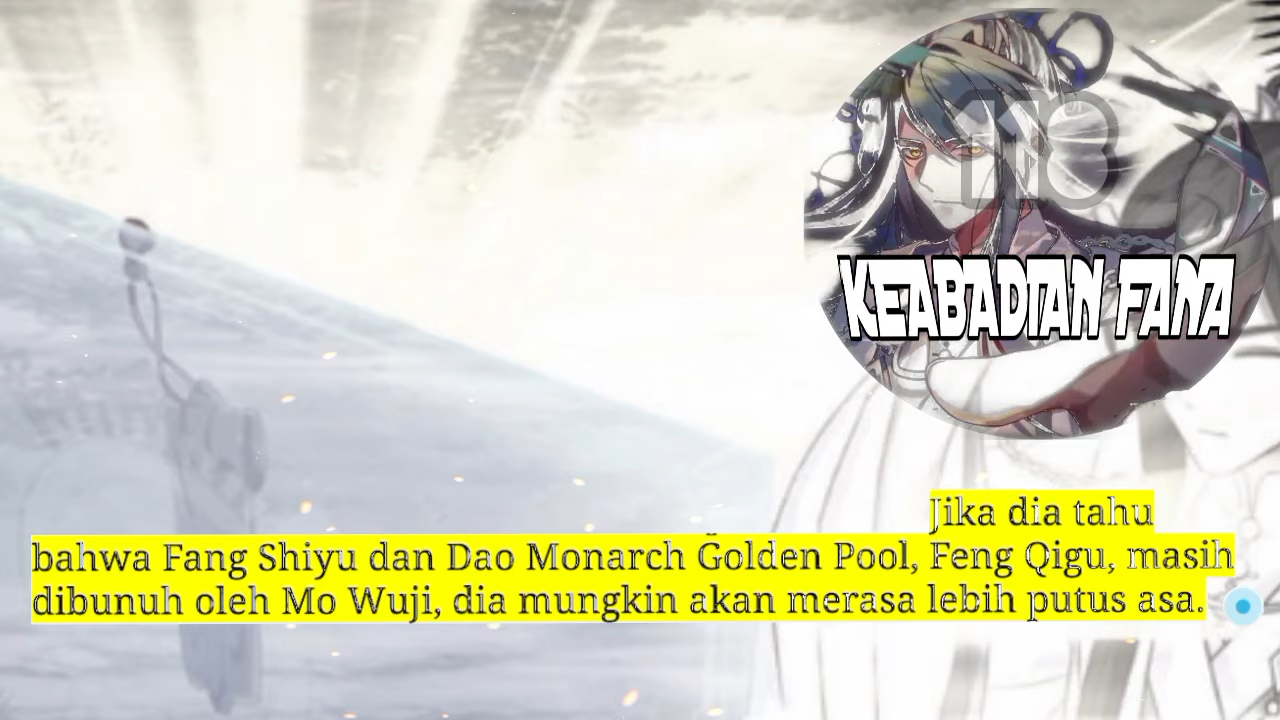 118
KEABADIAN FANA
Jika dia tahu
bahwa Fang Shiyu dan Dao Monarch Golden Pool, Feng Qigu, masih
dibunuh oleh Mo Wuji, dia mungkin akan merasa lebih putus asa.